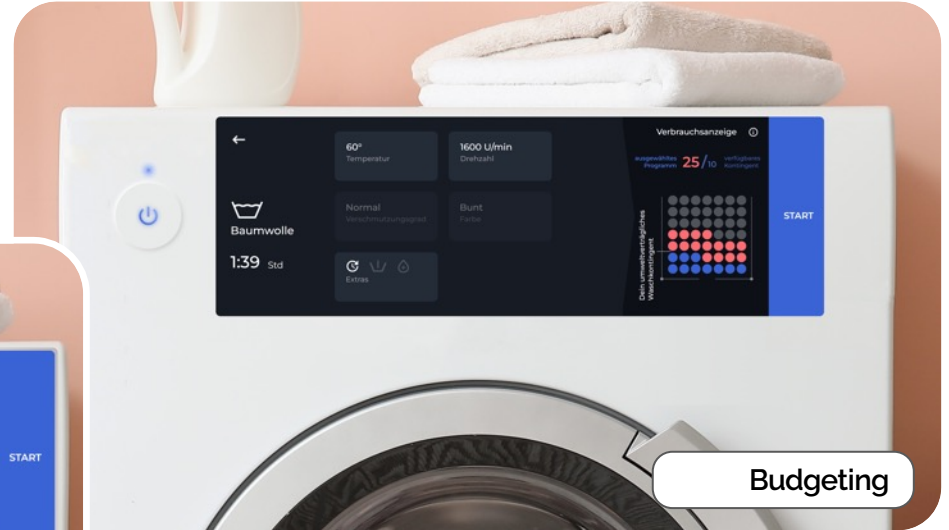 Verbrauchsanzeige
60°
Temperatur
1600 U/min
Drehzahl
ausgewähltes
Programm
25/10
verfügbares
Kontingent
Normal
Verschmutzungsgrad
Bunt
Farbe
Baumwolle
1:39 Std
Extras
Dein umweltverträgliches
Waschkontingent
START
START
Budgeting